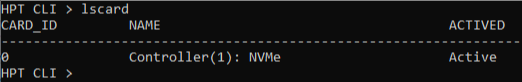 HPT CLI > lscard
CARD_ID NAME ACTIVED
--------------------------------------------------------------------------------
0 Controller(1): NVMe Active
HPT CLI >